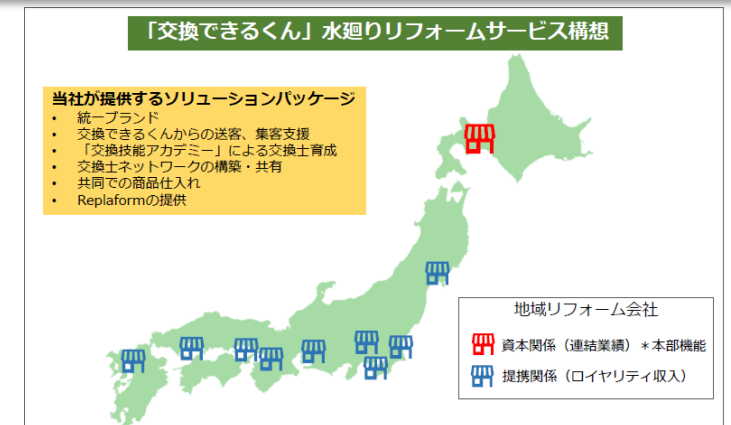 「交換できるくん」水廻りリフォームサービス構想
当社が提供するソリューションパッケージ
• 統一ブランド
• 交換できるくんからの送客、集客支援
• 「交換技能アカデミー」による交換士育成
• 交換士ネットワークの構築・共有
• 共同での商品仕入れ
• Replaformの提供
地域リフォーム会社
資本関係（連結業績）＊本部機能
提携関係（ロイヤリティ収入）